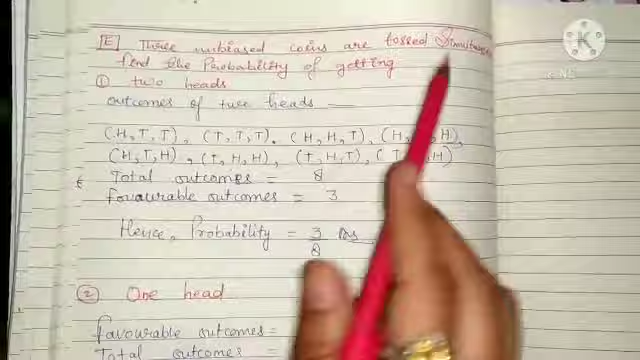 [E] Three unbiased coins are tossed
find the Probability of getting
① two heads
outcomes of two heads —
(H,T,T), (T,T,T). (H,H,T), (H, ,H),
(H,T,H), (T,H,H), (T,H,T), (T ,H)
Total outcomes = 8
favourable outcomes = 3
Hence, Probability = 3/8 Ans
② One head
favourable outcomes =
Total outcomes =
K